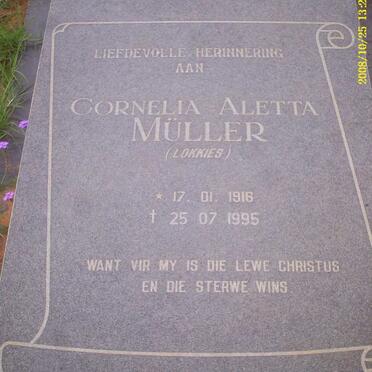 LIEFDEVOLLE HERINNERING
AAN
CORNELIA ALETTA
MÜLLER
(LOKKIES)
* 17. 01. 1916
† 25 07 1995
WANT VIR MY IS DIE LEWE CHRISTUS
EN DIE STERWE WINS.
2008/10/25 13:2